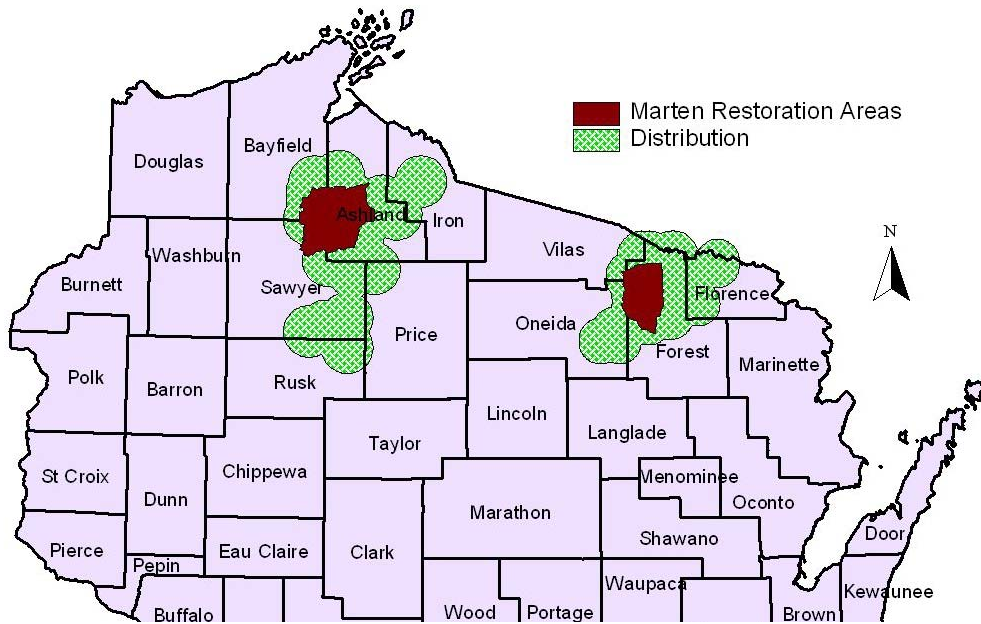 Marten Restoration Areas
Distribution
Douglas
Bayfield
Ashland
Iron
Vilas
N
Burnett
Washburn
Sawyer
Price
Oneida
Florence
Forest
Marinette
Polk
Barron
Rusk
Lincoln
Taylor
Langlade
St Croix
Dunn
Chippewa
Menominee
Oconto
Marathon
Shawano
Door
Pierce
Pepin
Eau Claire
Clark
Waupaca
Kewaunee
Buffalo
Wood
Portage
Brown